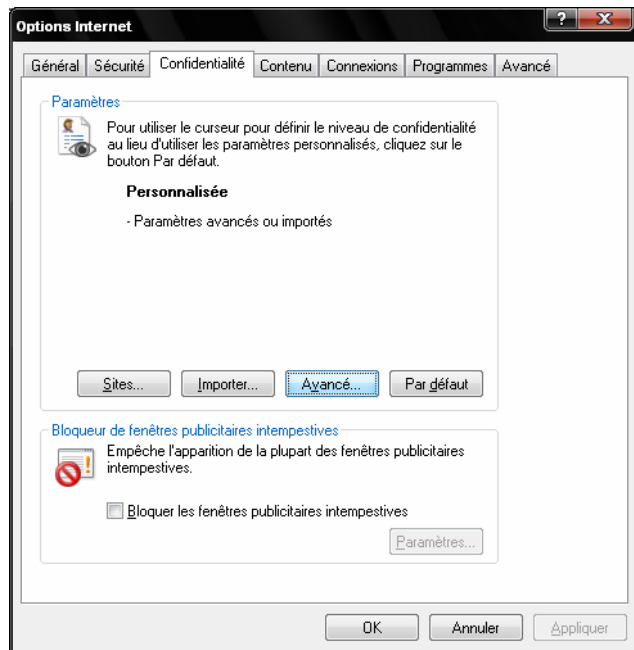 Options Internet
Général Sécurité Confidentialité Contenu Connexions Programmes Avancé
Paramètres
Pour utiliser le curseur pour définir le niveau de confidentialité
au lieu d'utiliser les paramètres personnalisés, cliquez sur le
bouton Par défaut.
Personnalisée
- Paramètres avancés ou importés
Sites... Importer... Avancé... Par défaut
Bloqueur de fenêtres publicitaires intempestives
Empêche l'apparition de la plupart des fenêtres publicitaires
intempestives.
Bloquer les fenêtres publicitaires intempestives
Paramètres...
OK Annuler Appliquer